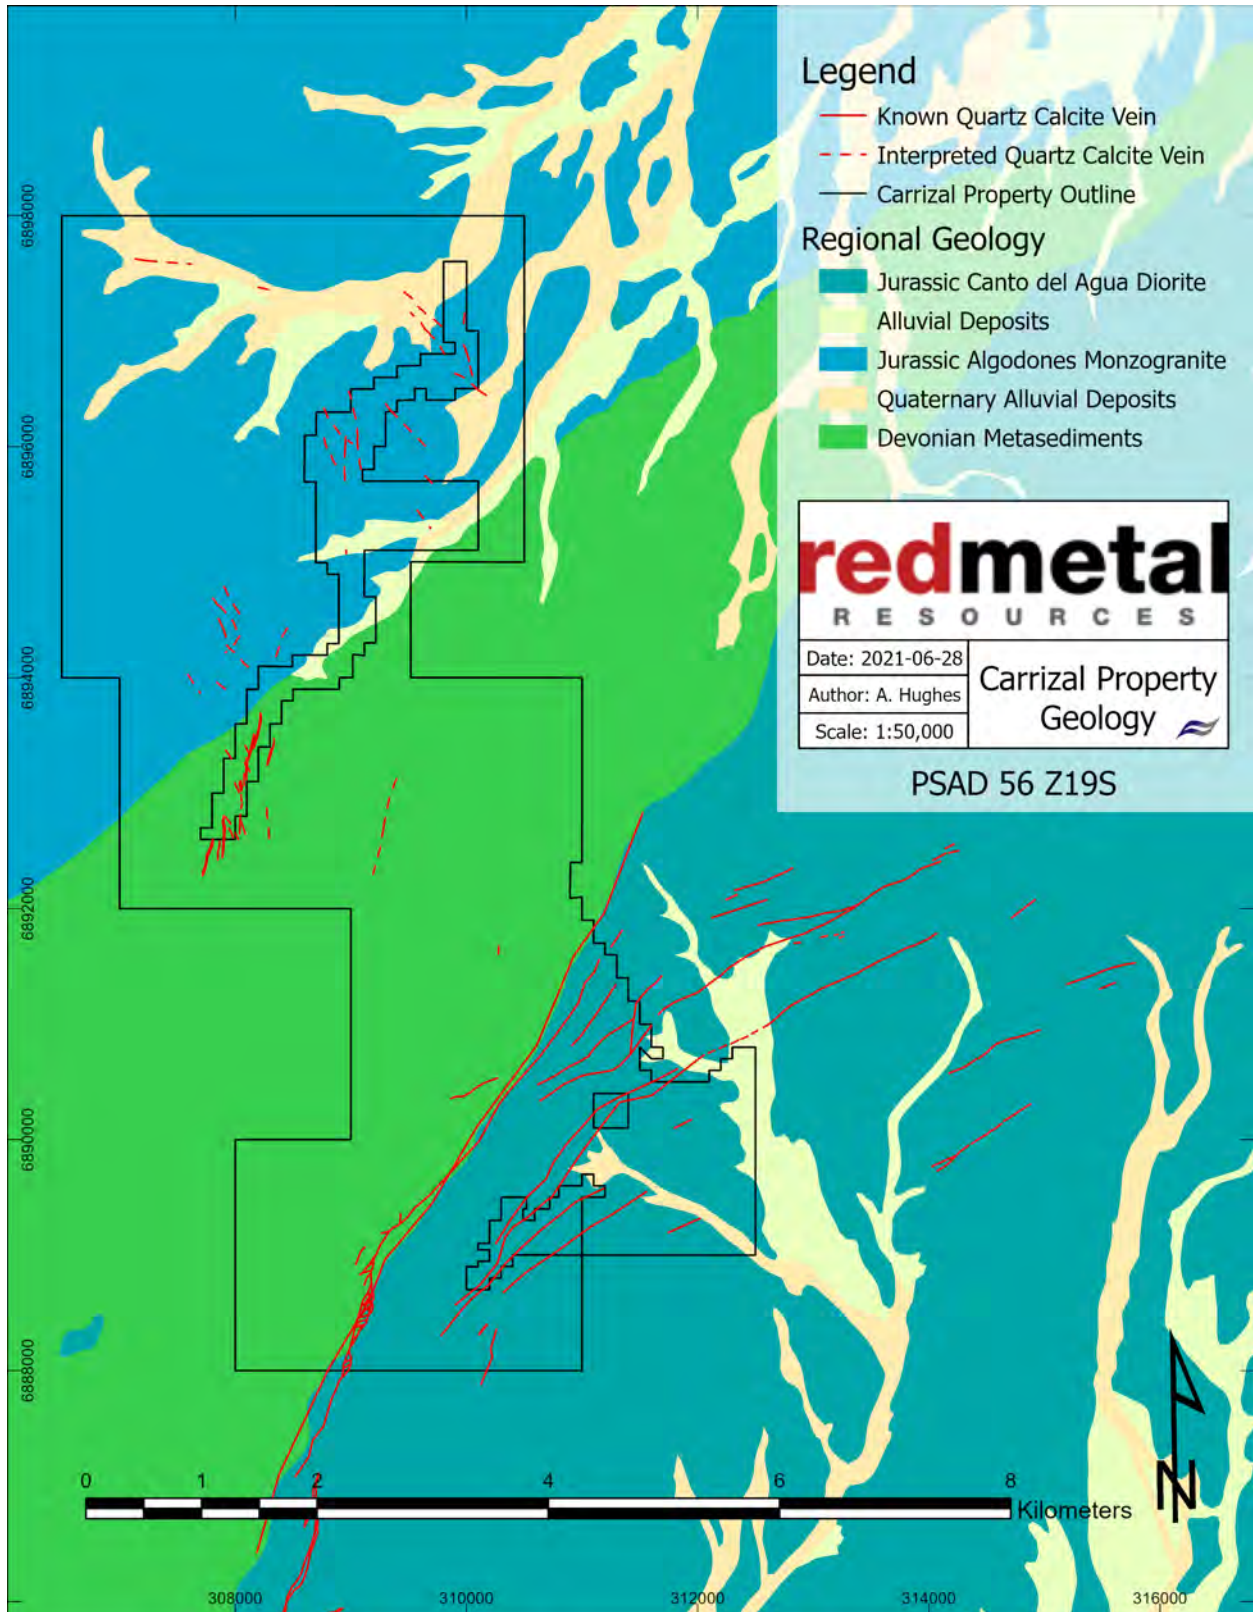 Legend
Known Quartz Calcite Vein
Interpreted Quartz Calcite Vein
Carrizal Property Outline
Regional Geology
Jurassic Canto del Agua Diorite
Alluvial Deposits
Jurassic Algodones Monzogranite
Quaternary Alluvial Deposits
Devonian Metasediments
redmetal
RESOURCES
Date: 2021-06-28
Author: A. Hughes
Scale: 1:50,000
Carrizal Property
Geology
PSAD 56 Z19S
6898000
6896000
6894000
6892000
6890000
6888000
0 1 2 4 6 8
Kilometers
N
308000 310000 312000 314000 316000